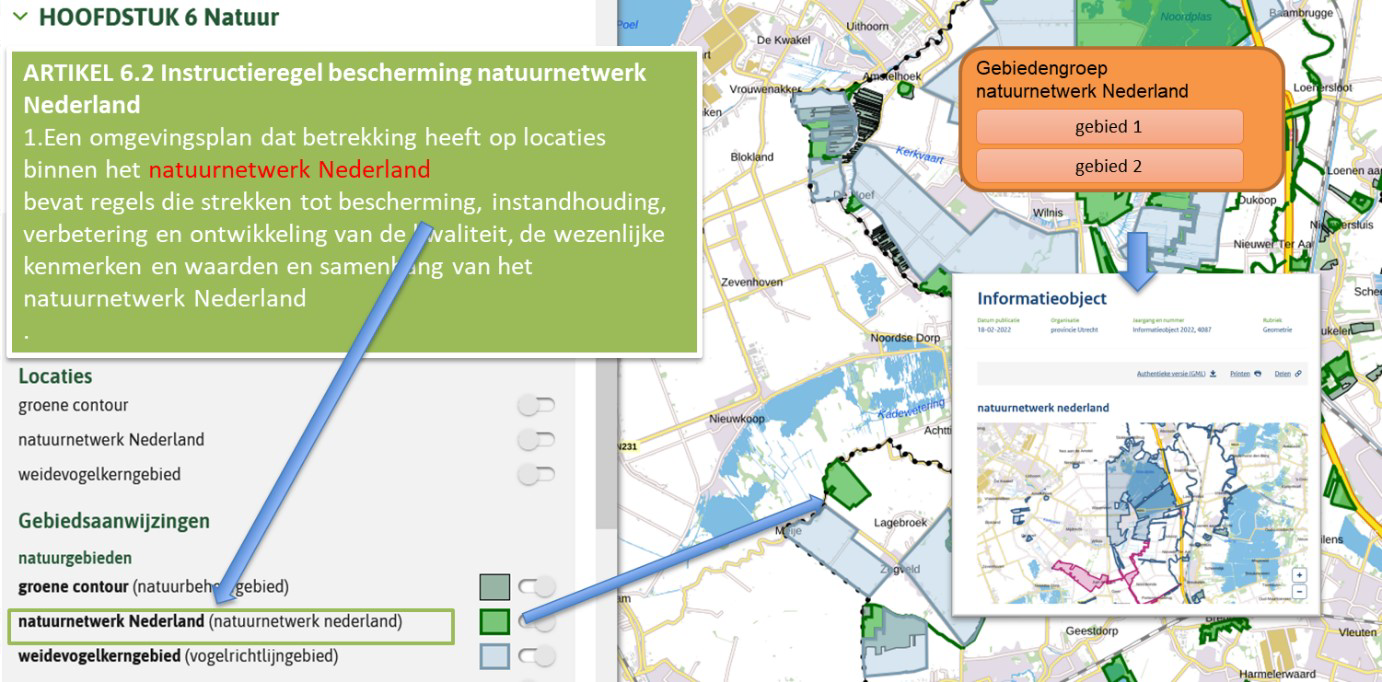 HOOFDSTUK 6 Natuur
ARTIKEL 6.2 Instructieregel bescherming natuurnetwerk
Nederland
1.Een omgevingsplan dat betrekking heeft op locaties
binnen het natuurnetwerk Nederland
bevat regels die strekken tot bescherming, instandhouding,
verbetering en ontwikkeling van de kwaliteit, de wezenlijke
kenmerken en waarden en samenhang van het
natuurnetwerk Nederland
.
Locaties
groene contour
natuurnetwerk Nederland
weidevogelkerngebied
Gebiedsaanwijzingen
natuurgebieden
groene contour (natuurbeheergebied)
natuurnetwerk Nederland (natuurnetwerk nederland)
weidevogelkerngebied (vogelrichtlijngebied)
Poel
Uithoorn
De Kwakel
Amstelhoek
Vrouwenakker
Blokland
Kerkvaart
De Hoef
Wilnis
Zevenhoven
Noordse Dorp
Nieuwkoop
Kadewetering
Achtti
N231
Lagebroek
Meije
Zegveld
Noordplas
Baambrugge
Loenersloot
Loenen aa
Dukoop
Nieuwersluis
Nieuwer Ter Aa
Sche
ukelen
ilens
Geestdorp
Vleuten
Harmelerwaard
Gebiedengroep
natuurnetwerk Nederland
gebied 1
gebied 2
Informatieobject
Datum publicatie
Organisatie
Jaargang en nummer
Rubriek
18-02-2022
provincie Utrecht
Informatieobject 2022, 4087
Geometrie
Authentieke versie (GML)
Printen
Delen
natuurnetwerk nederland
+
−